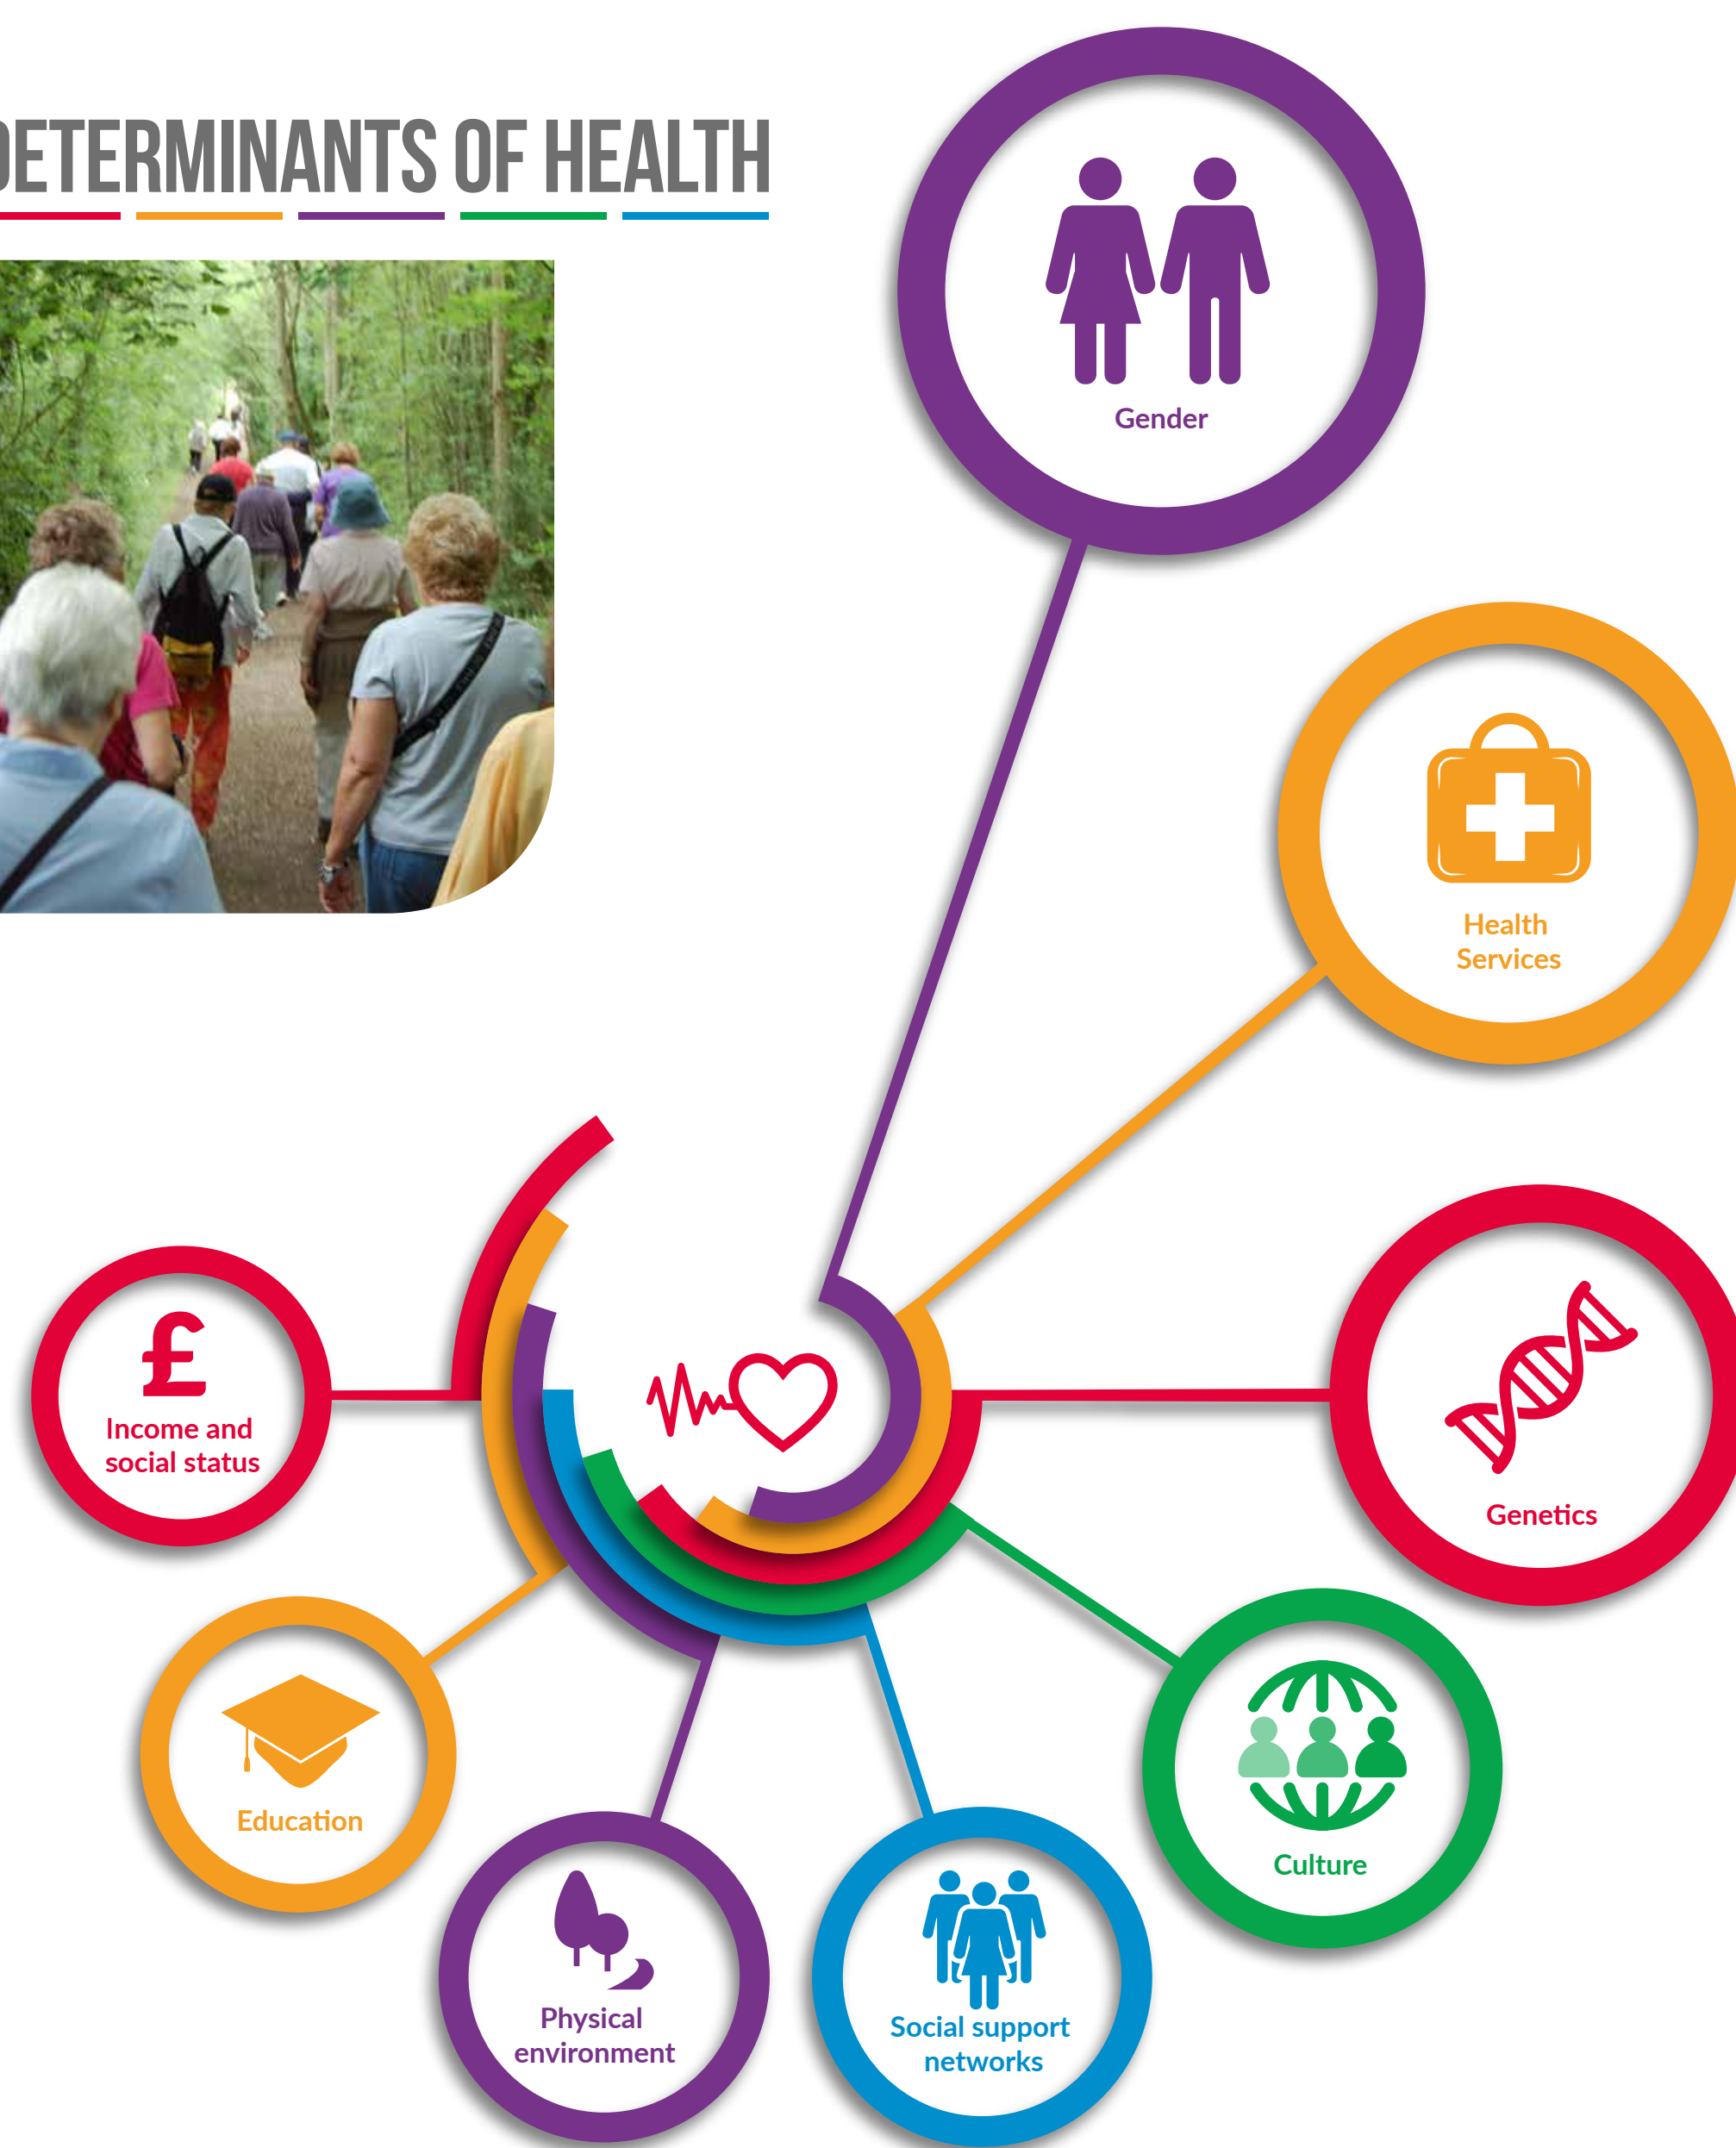 DETERMINANTS OF HEALTH
Gender
Health
Services
£
Income and
social status
Genetics
Education
Culture
Physical
environment
Social support
networks